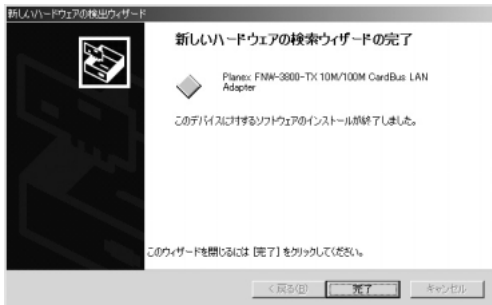 新しいハードウェアの検出ウィザード
新しいハードウェアの検索ウィザードの完了
Planex FNW-3800-TX 10M/100M CardBus LAN
Adapter
このデバイスに対するソフトウェアのインストールが終了しました。
このウィザードを閉じるには [完了] をクリックしてください。
< 戻る(B)
完了
キャンセル